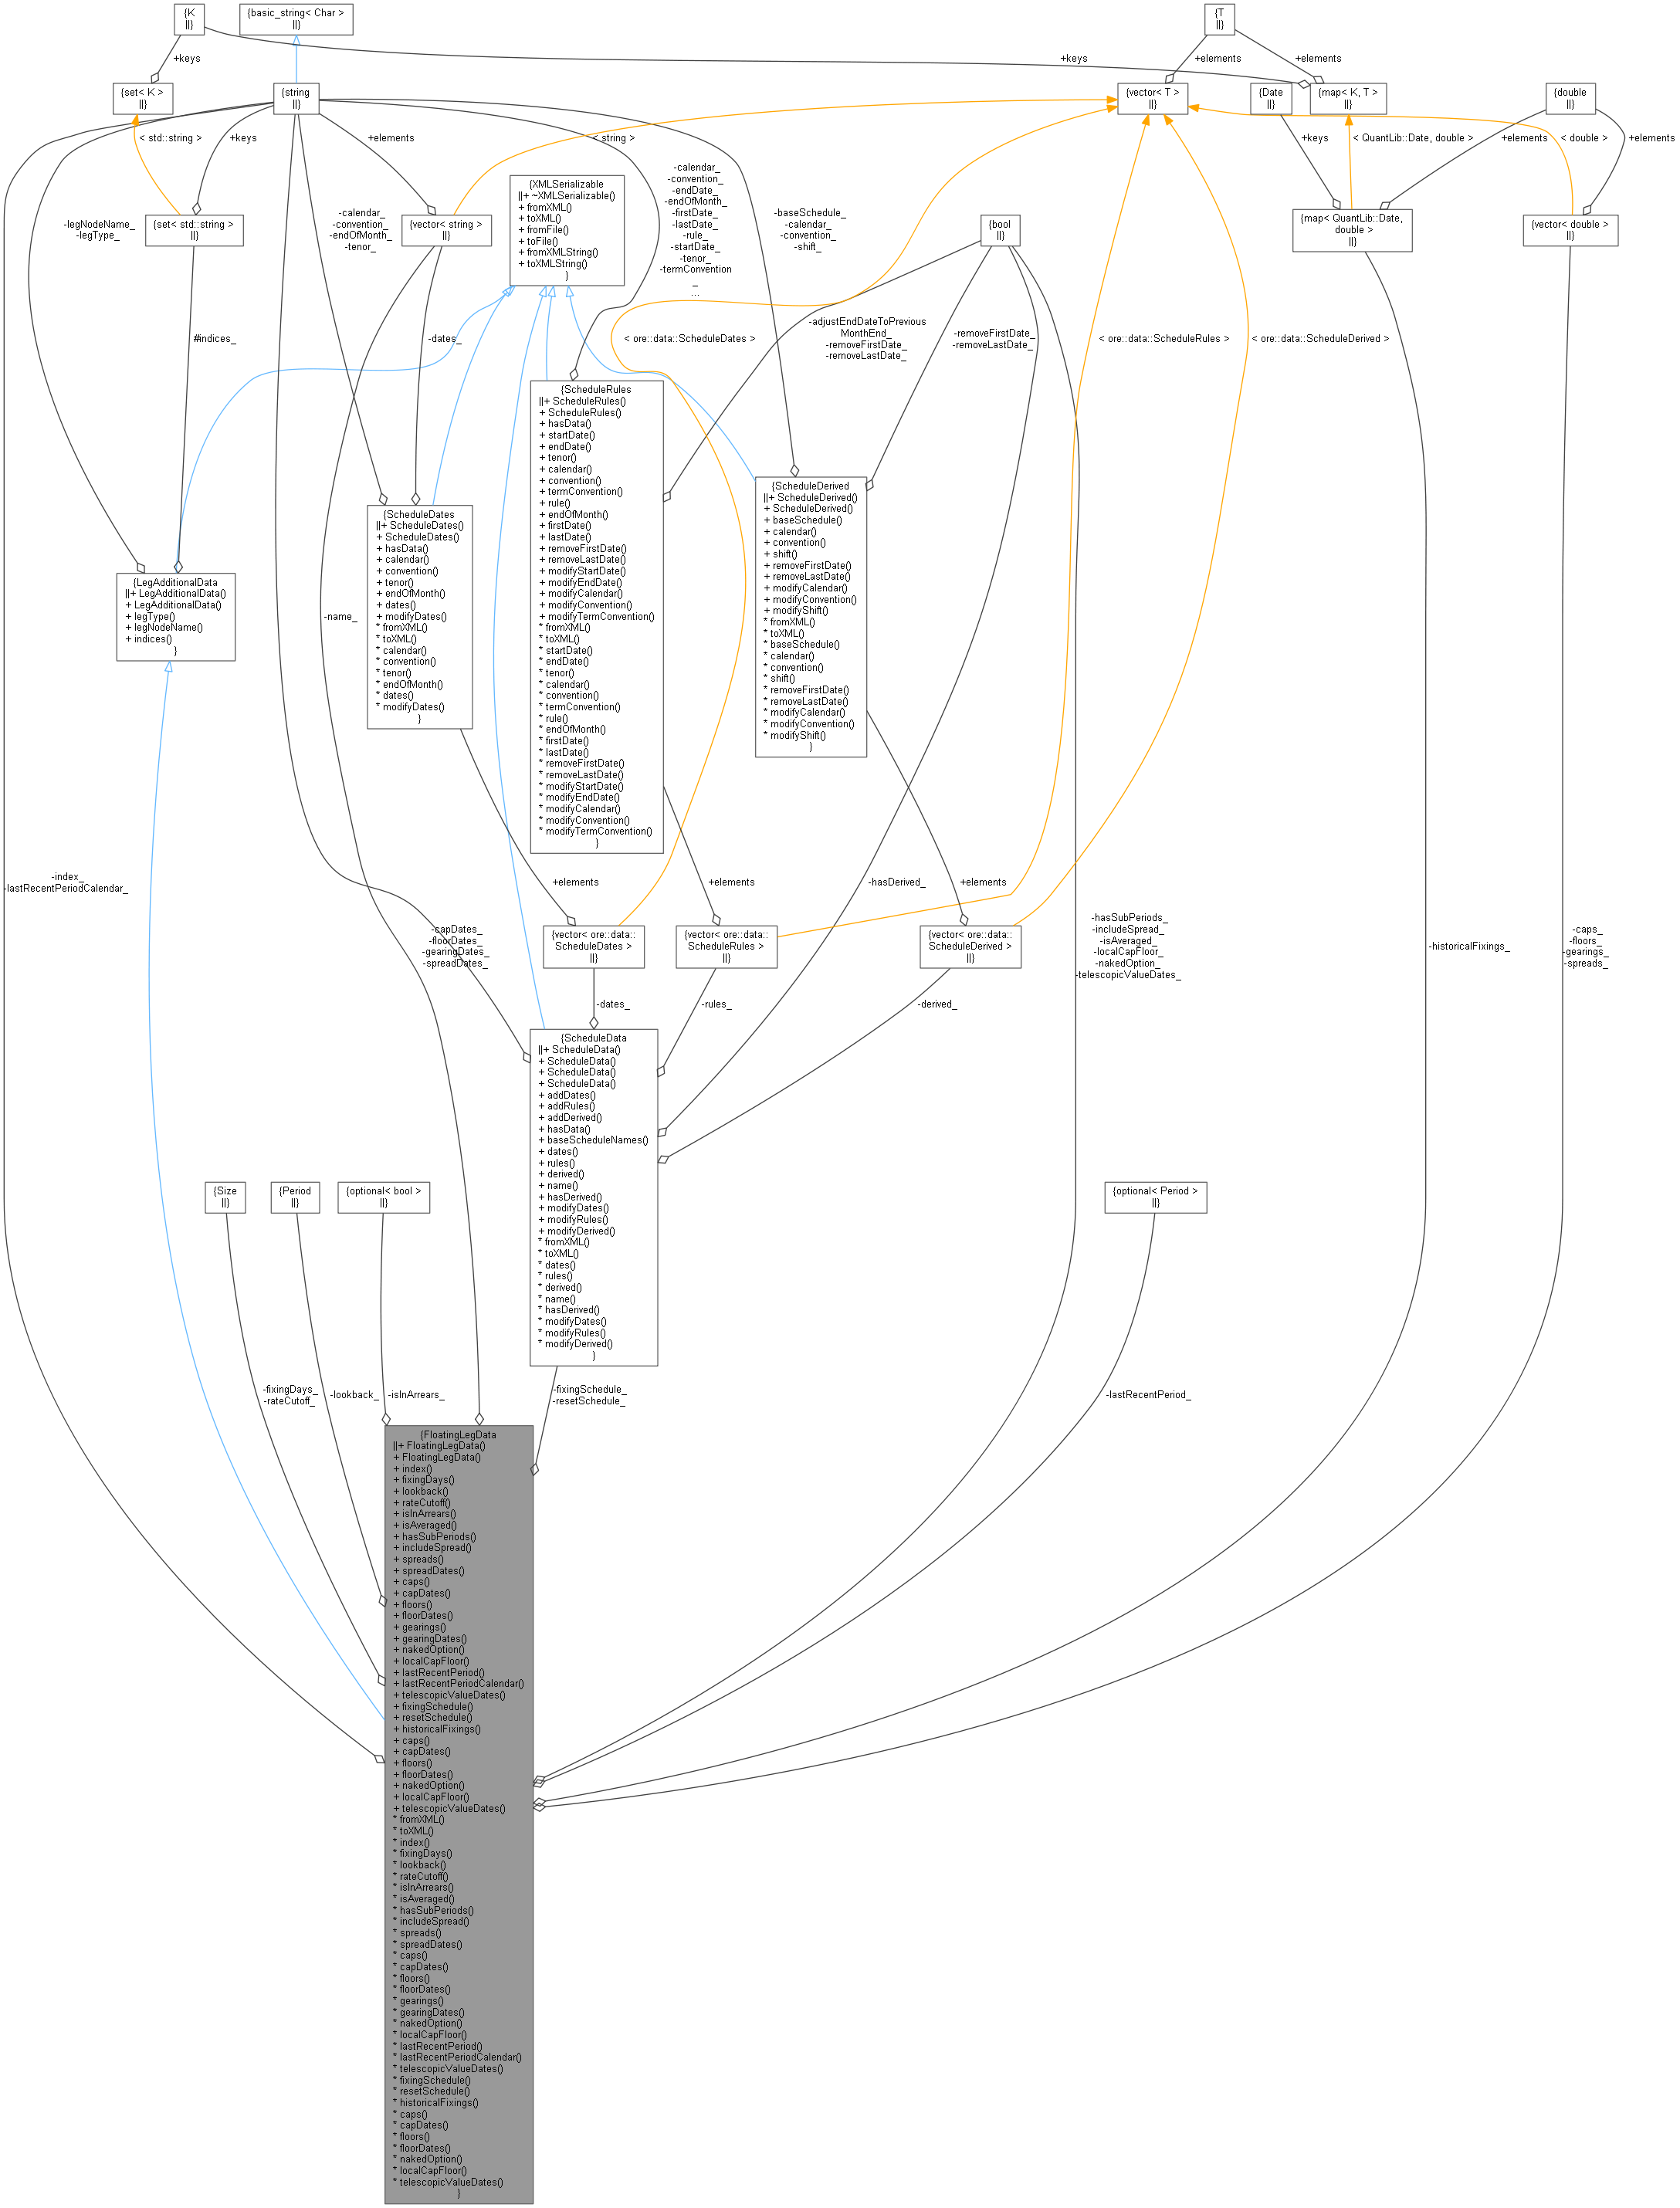 {K
||}
{basic_string< Char >
||}
{T
||}
+keys
+keys
+elements
+elements
{set< K >
||}
{string
||}
{vector< T >
||}
{Date
||}
{map< K, T >
||}
{double
||}
< std::string >
+keys
+elements
< string >
+keys
< QuantLib::Date, double >
+elements
< double >
+elements
-legNodeName_
-legType_
{set< std::string >
||}
-calendar_
-convention_
-endOfMonth_
-tenor_
{vector< string >
||}
{XMLSerializable
||+ ~XMLSerializable()
+ fromXML()
+ toXML()
+ fromFile()
+ toFile()
+ fromXMLString()
+ toXMLString()
}
-calendar_
-convention_
-endDate_
-endOfMonth_
-firstDate_
-lastDate_
-rule_
-startDate_
-tenor_
-termConvention
_
...
-baseSchedule_
-calendar_
-convention_
-shift_
{bool
||}
{map< QuantLib::Date,
double >
||}
{vector< double >
||}
#indices_
-dates_
< ore::data::ScheduleDates >
-adjustEndDateToPrevious
MonthEnd_
-removeFirstDate_
-removeLastDate_
-removeFirstDate_
-removeLastDate_
< ore::data::ScheduleRules >
< ore::data::ScheduleDerived >
{LegAdditionalData
||+ LegAdditionalData()
+ LegAdditionalData()
+ legType()
+ legNodeName()
+ indices()
}
-name_
{ScheduleDates
||+ ScheduleDates()
+ ScheduleDates()
+ hasData()
+ calendar()
+ convention()
+ tenor()
+ endOfMonth()
+ dates()
+ modifyDates()
* fromXML()
* toXML()
* calendar()
* convention()
* tenor()
* endOfMonth()
* dates()
* modifyDates()
}
{ScheduleRules
||+ ScheduleRules()
+ ScheduleRules()
+ hasData()
+ startDate()
+ endDate()
+ tenor()
+ calendar()
+ convention()
+ termConvention()
+ rule()
+ endOfMonth()
+ firstDate()
+ lastDate()
+ removeFirstDate()
+ removeLastDate()
+ modifyStartDate()
+ modifyEndDate()
+ modifyCalendar()
+ modifyConvention()
+ modifyTermConvention()
* fromXML()
* toXML()
* startDate()
* endDate()
* tenor()
* calendar()
* convention()
* termConvention()
* rule()
* endOfMonth()
* firstDate()
* lastDate()
* removeFirstDate()
* removeLastDate()
* modifyStartDate()
* modifyEndDate()
* modifyCalendar()
* modifyConvention()
* modifyTermConvention()
}
{ScheduleDerived
||+ ScheduleDerived()
+ ScheduleDerived()
+ baseSchedule()
+ calendar()
+ convention()
+ shift()
+ removeFirstDate()
+ removeLastDate()
+ modifyCalendar()
+ modifyConvention()
+ modifyShift()
* fromXML()
* toXML()
* baseSchedule()
* calendar()
* convention()
* shift()
* removeFirstDate()
* removeLastDate()
* modifyCalendar()
* modifyConvention()
* modifyShift()
}
-index_
-lastRecentPeriodCalendar_
+elements
+elements
-hasDerived_
+elements
-capDates_
-floorDates_
-gearingDates_
-spreadDates_
{vector< ore::data::
ScheduleDates >
||}
{vector< ore::data::
ScheduleRules >
||}
{vector< ore::data::
ScheduleDerived >
||}
-hasSubPeriods_
-includeSpread_
-isAveraged_
-localCapFloor_
-nakedOption_
-telescopicValueDates_
-historicalFixings_
-caps_
-floors_
-gearings_
-spreads_
-dates_
-rules_
-derived_
{ScheduleData
||+ ScheduleData()
+ ScheduleData()
+ ScheduleData()
+ ScheduleData()
+ addDates()
+ addRules()
+ addDerived()
+ hasData()
+ baseScheduleNames()
+ dates()
+ rules()
+ derived()
+ name()
+ hasDerived()
+ modifyDates()
+ modifyRules()
+ modifyDerived()
* fromXML()
* toXML()
* dates()
* rules()
* derived()
* name()
* hasDerived()
* modifyDates()
* modifyRules()
* modifyDerived()
}
{Size
||}
{Period
||}
{optional< bool >
||}
{optional< Period >
||}
-fixingDays_
-rateCutoff_
-lookback_
-isInArrears_
-fixingSchedule_
-resetSchedule_
-lastRecentPeriod_
{FloatingLegData
||+ FloatingLegData()
+ FloatingLegData()
+ index()
+ fixingDays()
+ lookback()
+ rateCutoff()
+ isInArrears()
+ isAveraged()
+ hasSubPeriods()
+ includeSpread()
+ spreads()
+ spreadDates()
+ caps()
+ capDates()
+ floors()
+ floorDates()
+ gearings()
+ gearingDates()
+ nakedOption()
+ localCapFloor()
+ lastRecentPeriod()
+ lastRecentPeriodCalendar()
+ telescopicValueDates()
+ fixingSchedule()
+ resetSchedule()
+ historicalFixings()
+ caps()
+ capDates()
+ floors()
+ floorDates()
+ nakedOption()
+ localCapFloor()
+ telescopicValueDates()
* fromXML()
* toXML()
* index()
* fixingDays()
* lookback()
* rateCutoff()
* isInArrears()
* isAveraged()
* hasSubPeriods()
* includeSpread()
* spreads()
* spreadDates()
* caps()
* capDates()
* floors()
* floorDates()
* gearings()
* gearingDates()
* nakedOption()
* localCapFloor()
* lastRecentPeriod()
* lastRecentPeriodCalendar()
* telescopicValueDates()
* fixingSchedule()
* resetSchedule()
* historicalFixings()
* caps()
* capDates()
* floors()
* floorDates()
* nakedOption()
* localCapFloor()
* telescopicValueDates()
}